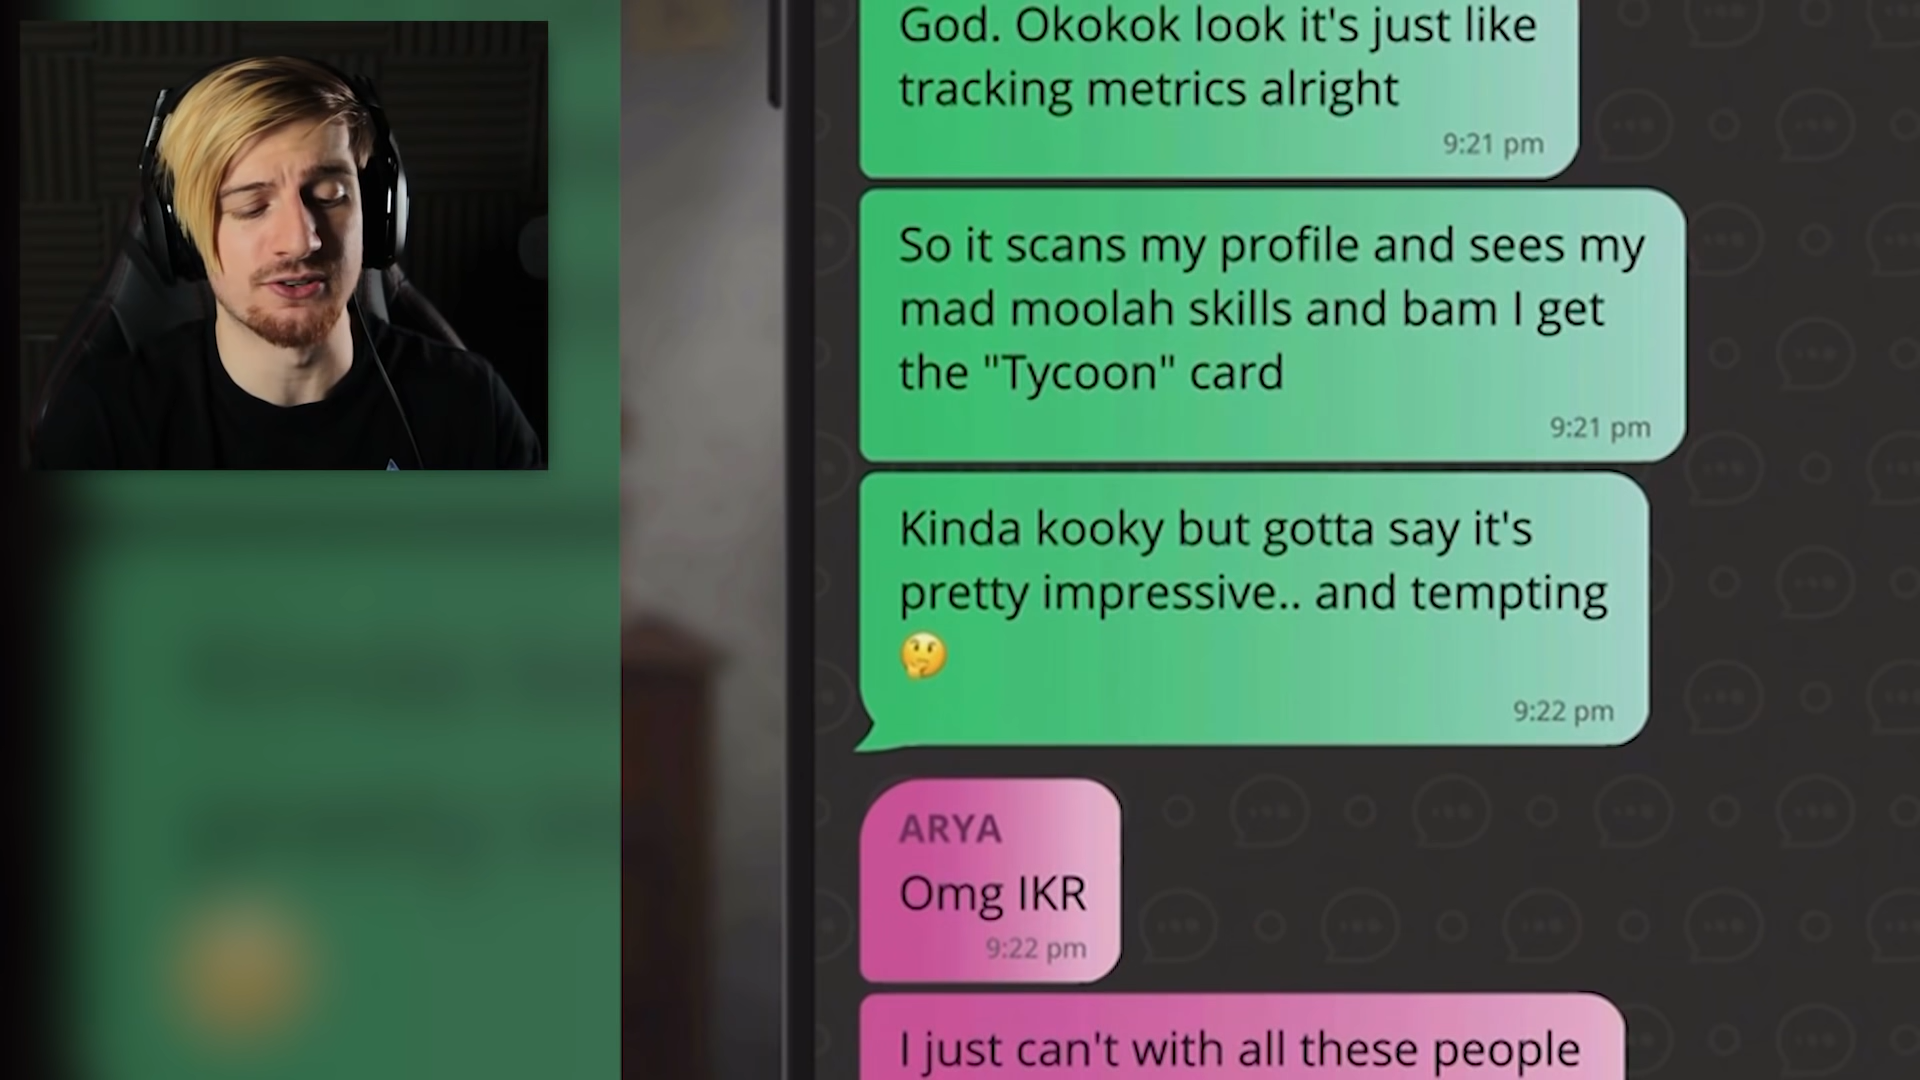 God. Okokok look it's just like
tracking metrics alright
9:21 pm
So it scans my profile and sees my
mad moolah skills and bam I get
the "Tycoon" card
9:21 pm
Kinda kooky but gotta say it's
pretty impressive.. and tempting
🤔
9:22 pm
ARYA
Omg IKR
9:22 pm
I just can't with all these people